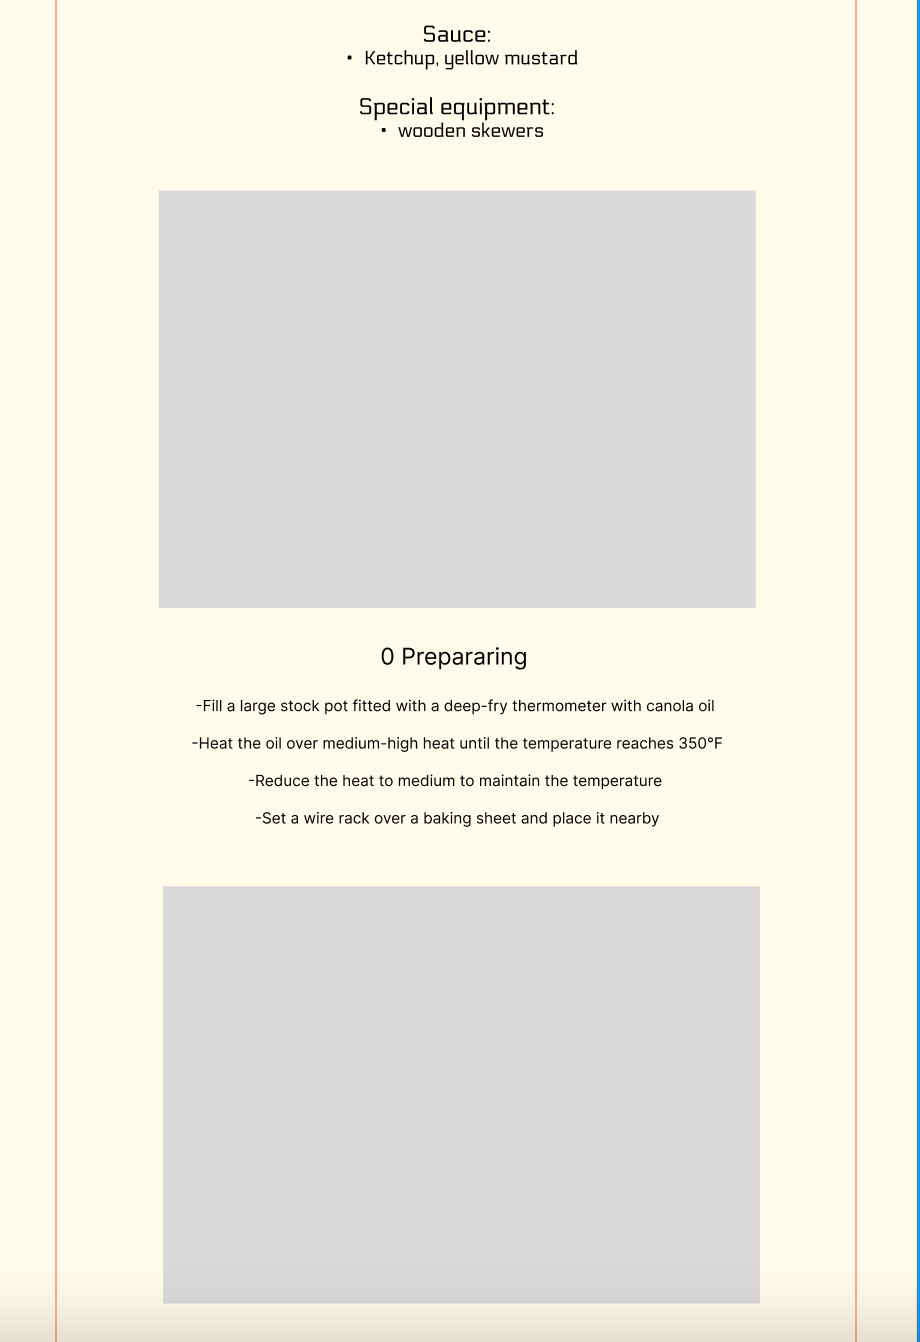 Sauce:
• Ketchup, yellow mustard
Special equipment:
• wooden skewers
0 Prepararing
-Fill a large stock pot fitted with a deep-fry thermometer with canola oil
-Heat the oil over medium-high heat until the temperature reaches 350°F
-Reduce the heat to medium to maintain the temperature
-Set a wire rack over a baking sheet and place it nearby